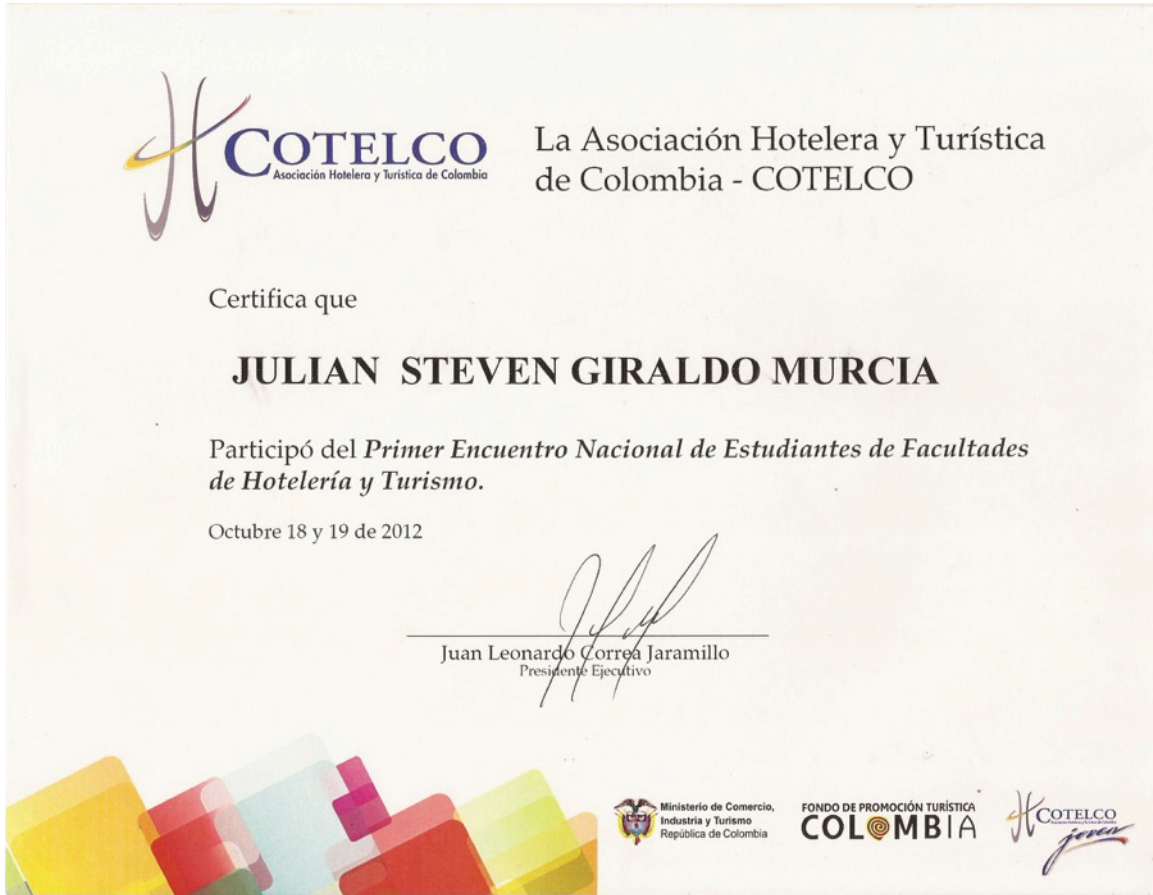 COTELCO
Asociación Hotelera y Turística de Colombia
La Asociación Hotelera y Turística
de Colombia - COTELCO
Certifica que
JULIAN STEVEN GIRALDO MURCIA
Participó del Primer Encuentro Nacional de Estudiantes de Facultades
de Hotelería y Turismo.
Octubre 18 y 19 de 2012
Juan Leonardo Correa Jaramillo
Presidente Ejecutivo
Ministerio de Comercio,
Industria y Turismo
República de Colombia
FONDO DE PROMOCIÓN TURÍSTICA
COLOMBIA
COTELCO
joven